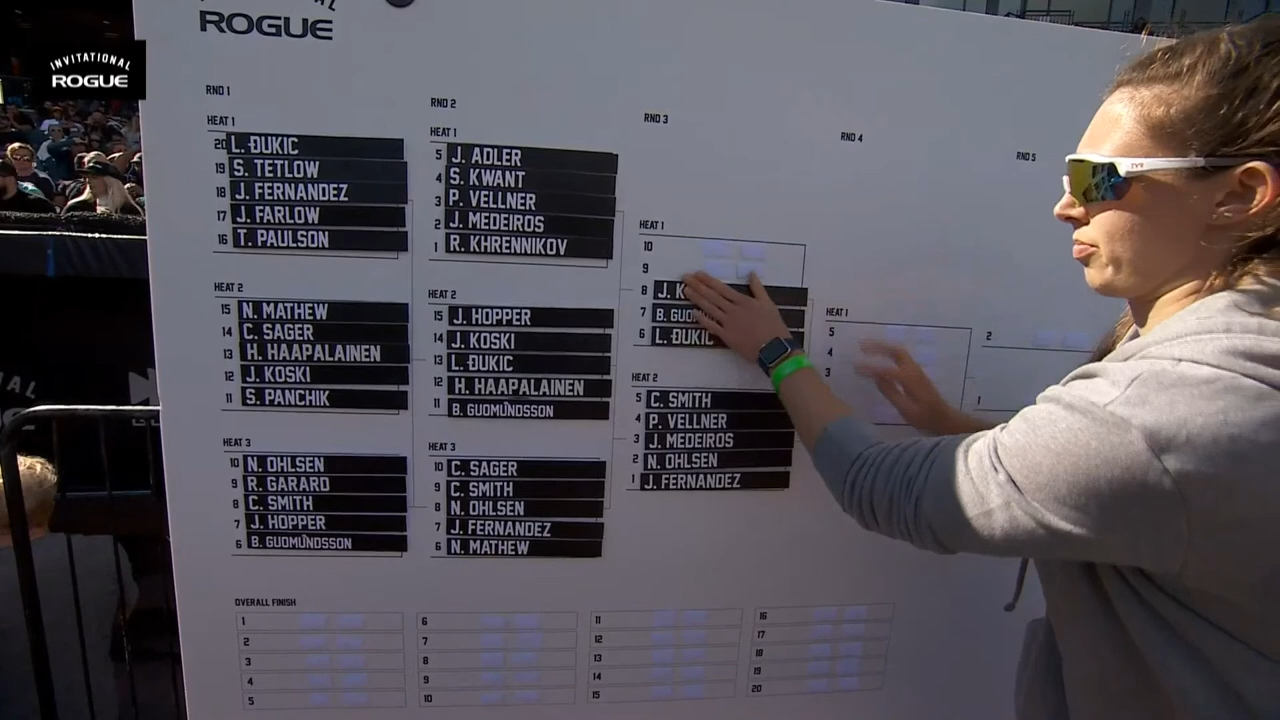 ROGUE
INVITATIONAL
ROGUE
RND 1
HEAT 1
20 L. ĐUKIC
19 S. TETLOW
18 J. FERNANDEZ
17 J. FARLOW
16 T. PAULSON
HEAT 2
15 N. MATHEW
14 C. SAGER
13 H. HAAPALAINEN
12 J. KOSKI
11 S. PANCHIK
HEAT 3
10 N. OHLSEN
9 R. GARARD
8 C. SMITH
7 J. HOPPER
6 B. GUÐMUNDSSON
RND 2
HEAT 1
5 J. ADLER
4 S. KWANT
3 P. VELLNER
2 J. MEDEIROS
1 R. KHRENNIKOV
HEAT 2
15 J. HOPPER
14 J. KOSKI
13 L. ĐUKIC
12 H. HAAPALAINEN
11 B. GUÐMUNDSSON
HEAT 3
10 C. SAGER
9 C. SMITH
8 N. OHLSEN
7 J. FERNANDEZ
6 N. MATHEW
RND 3
HEAT 1
10
9
8 J.
7 B.
6 L. ĐUKIC
HEAT 2
5 C. SMITH
4 P. VELLNER
3 J. MEDEIROS
2 N. OHLSEN
1 J. FERNANDEZ
RND 4
HEAT 1
5
4
3
RND 5
2
1
OVERALL FINISH
1
2
3
4
5
6
7
8
9
10
11
12
13
14
15
16
17
18
19
20
TYR